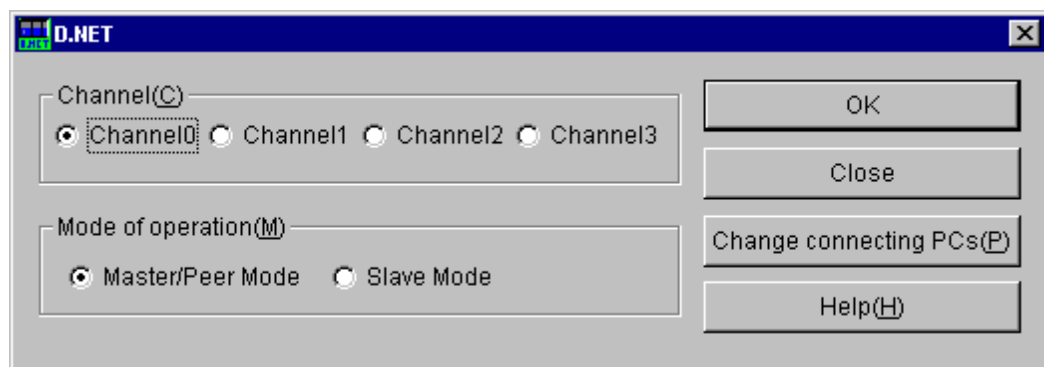 D.NET
Channel(C)
Channel0 Channel1 Channel2 Channel3
Mode of operation(M)
Master/Peer Mode Slave Mode
OK
Close
Change connecting PCs(P)
Help(H)